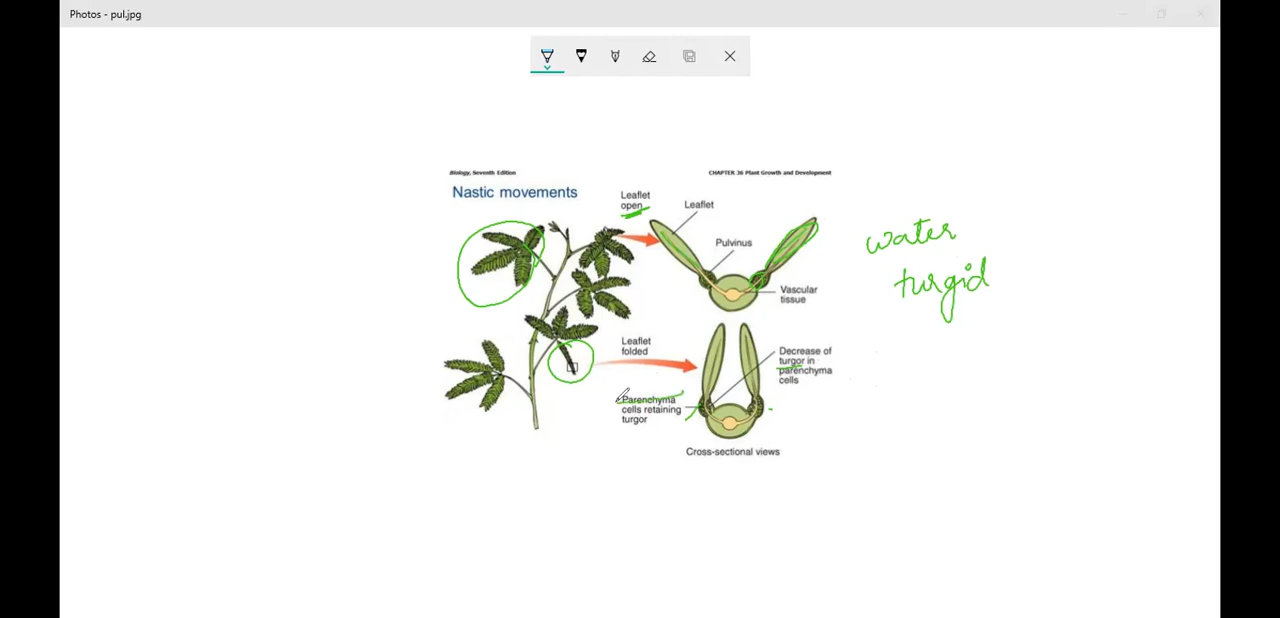 Photos - pul.jpg
Biology, Seventh Edition
CHAPTER 36 Plant Growth and Development
Nastic movements
Leaflet
open
Leaflet
Pulvinus
Vascular
tissue
water
turgid
Leaflet
folded
Decrease of
turgor in
parenchyma
cells
Parenchyma
cells retaining
turgor
Cross-sectional views